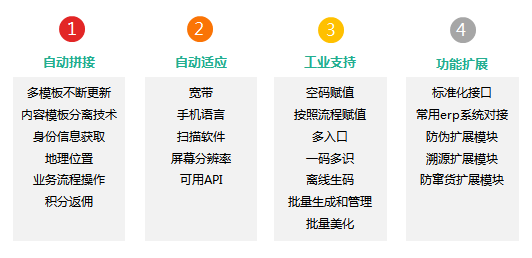 1
自动拼接
多模板不断更新
内容模板分离技术
身份信息获取
地理位置
业务流程操作
积分返佣
2
自动适应
宽带
手机语言
扫描软件
屏幕分辨率
可用API
3
工业支持
空码赋值
按照流程赋值
多入口
一码多识
离线生码
批量生成和管理
批量美化
4
功能扩展
标准化接口
常用erp系统对接
防伪扩展模块
溯源扩展模块
防窜货扩展模块